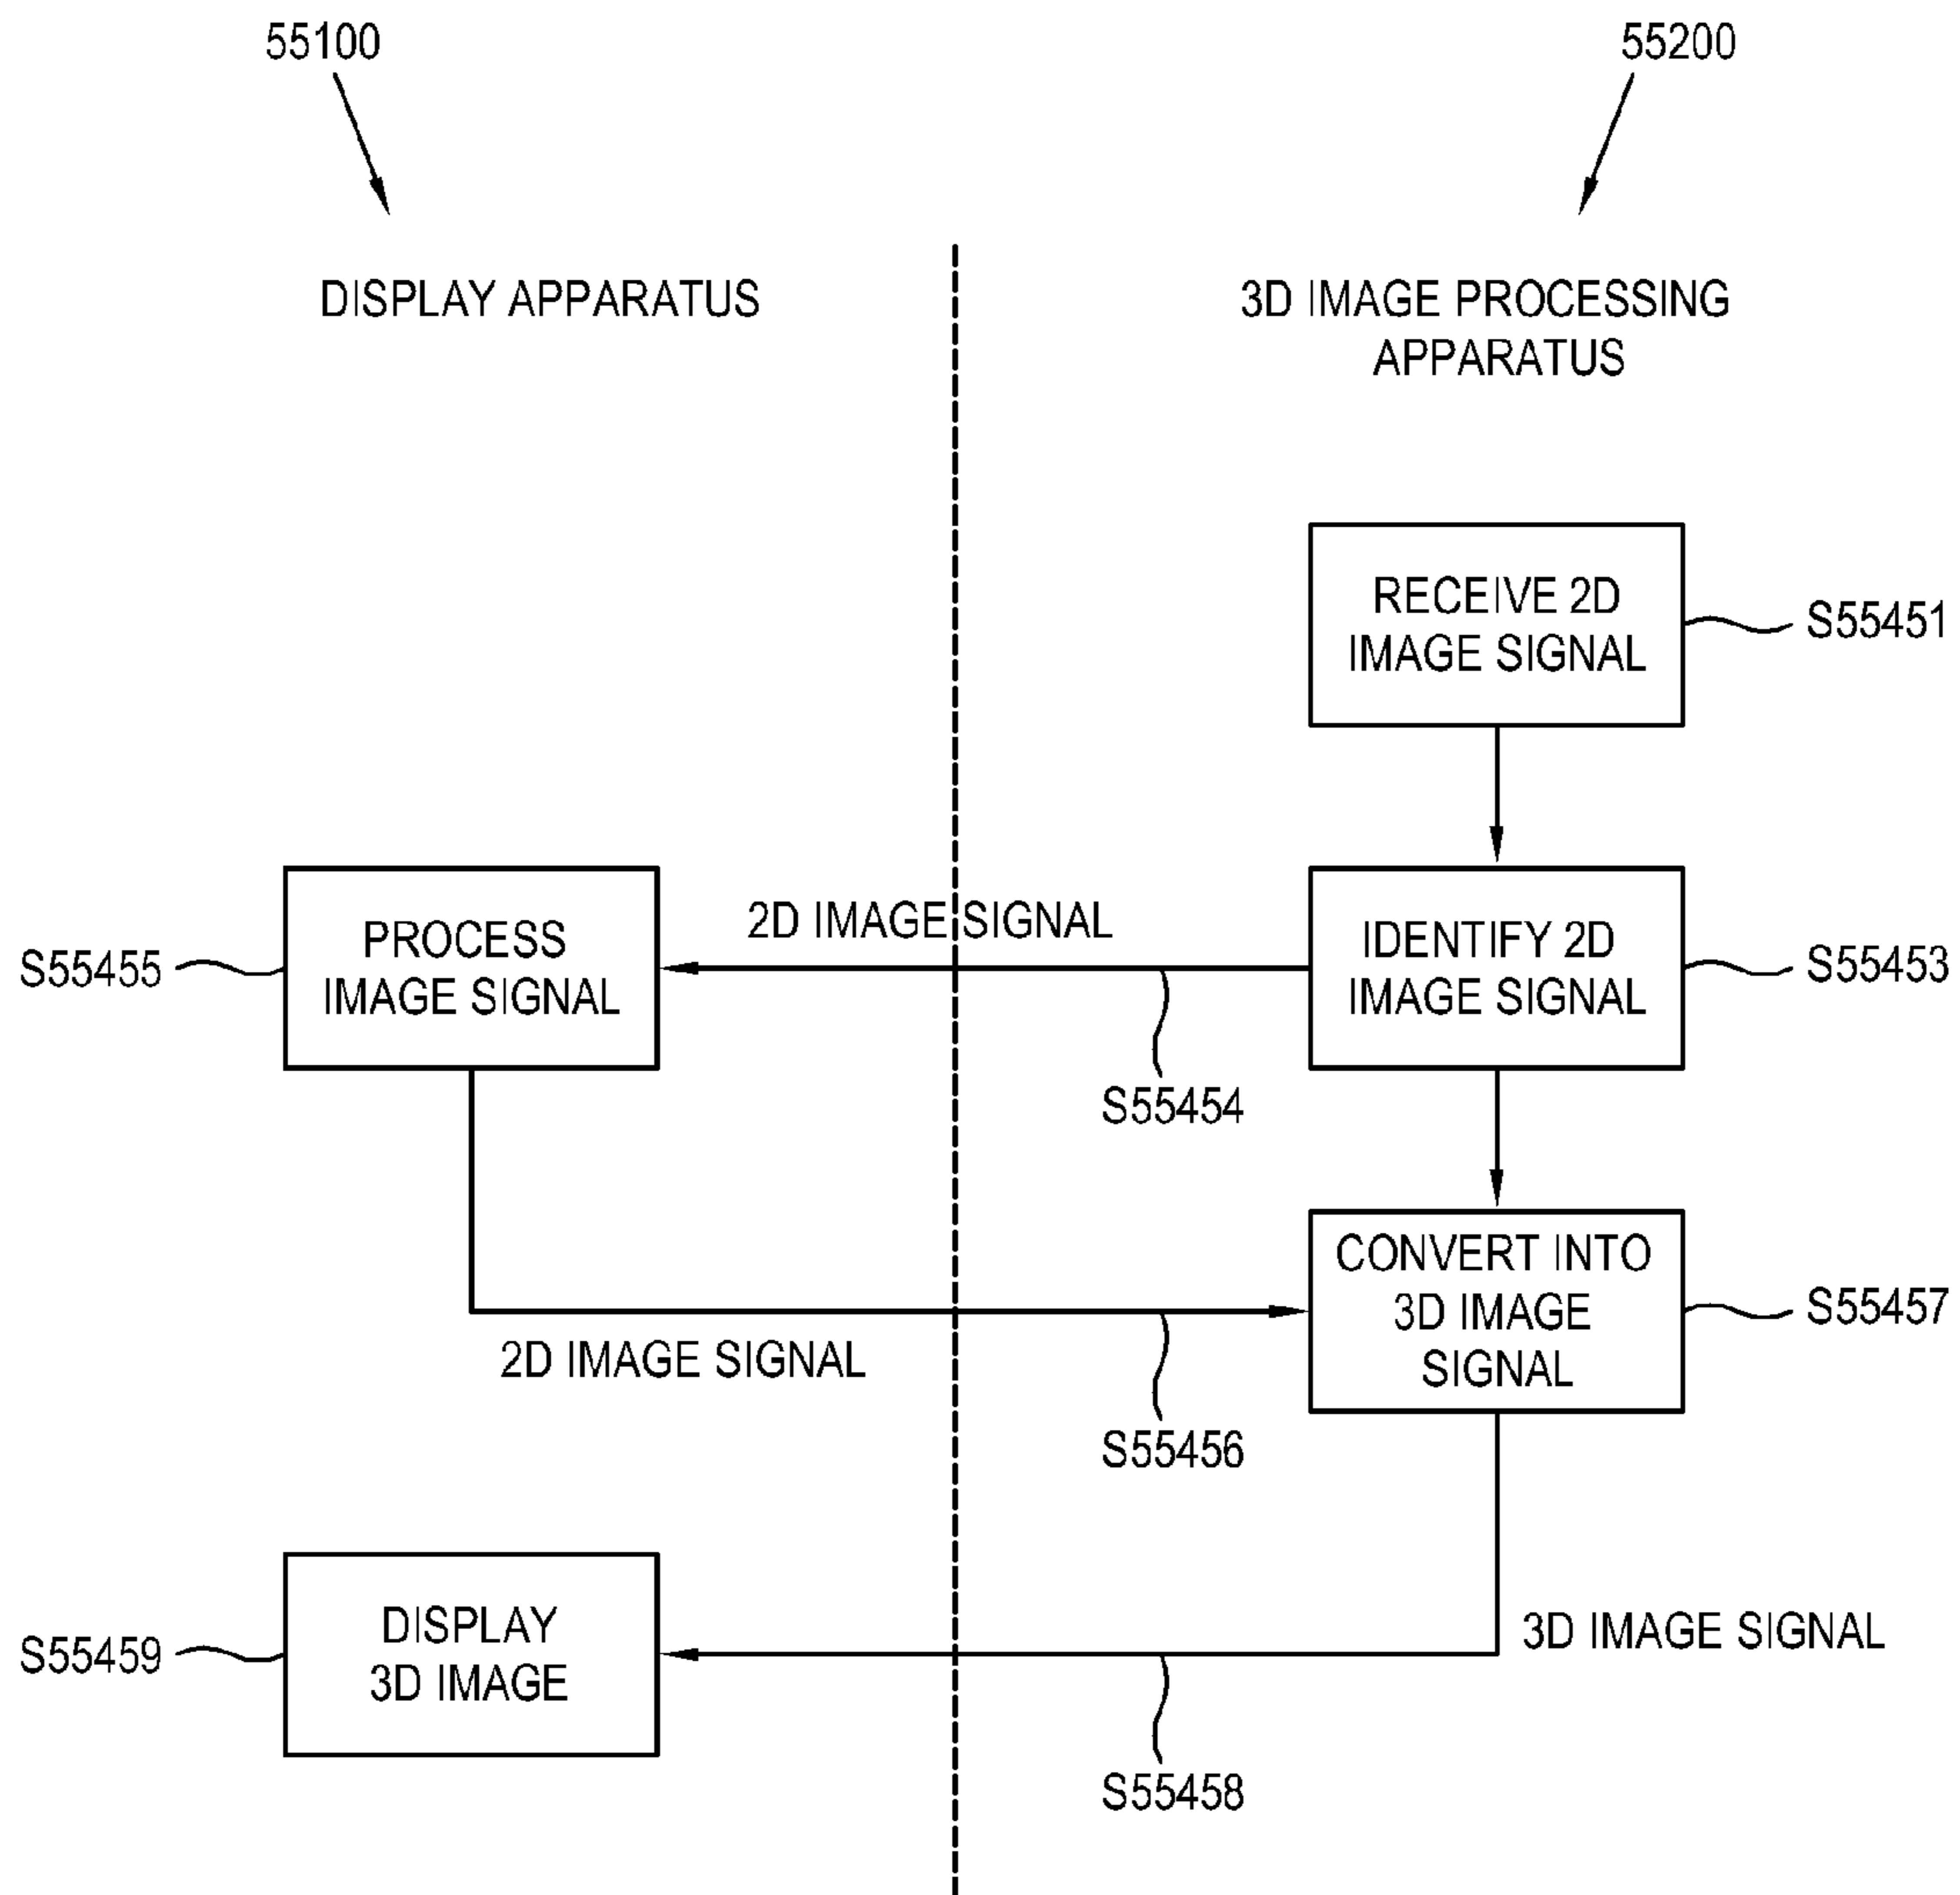 55100
55200
DISPLAY APPARATUS
3D IMAGE PROCESSING
APPARATUS
RECEIVE 2D
IMAGE SIGNAL
S55451
S55455
PROCESS
IMAGE SIGNAL
2D IMAGE SIGNAL
S55454
IDENTIFY 2D
IMAGE SIGNAL
S55453
2D IMAGE SIGNAL
S55456
CONVERT INTO
3D IMAGE
SIGNAL
S55457
S55459
DISPLAY
3D IMAGE
3D IMAGE SIGNAL
S55458